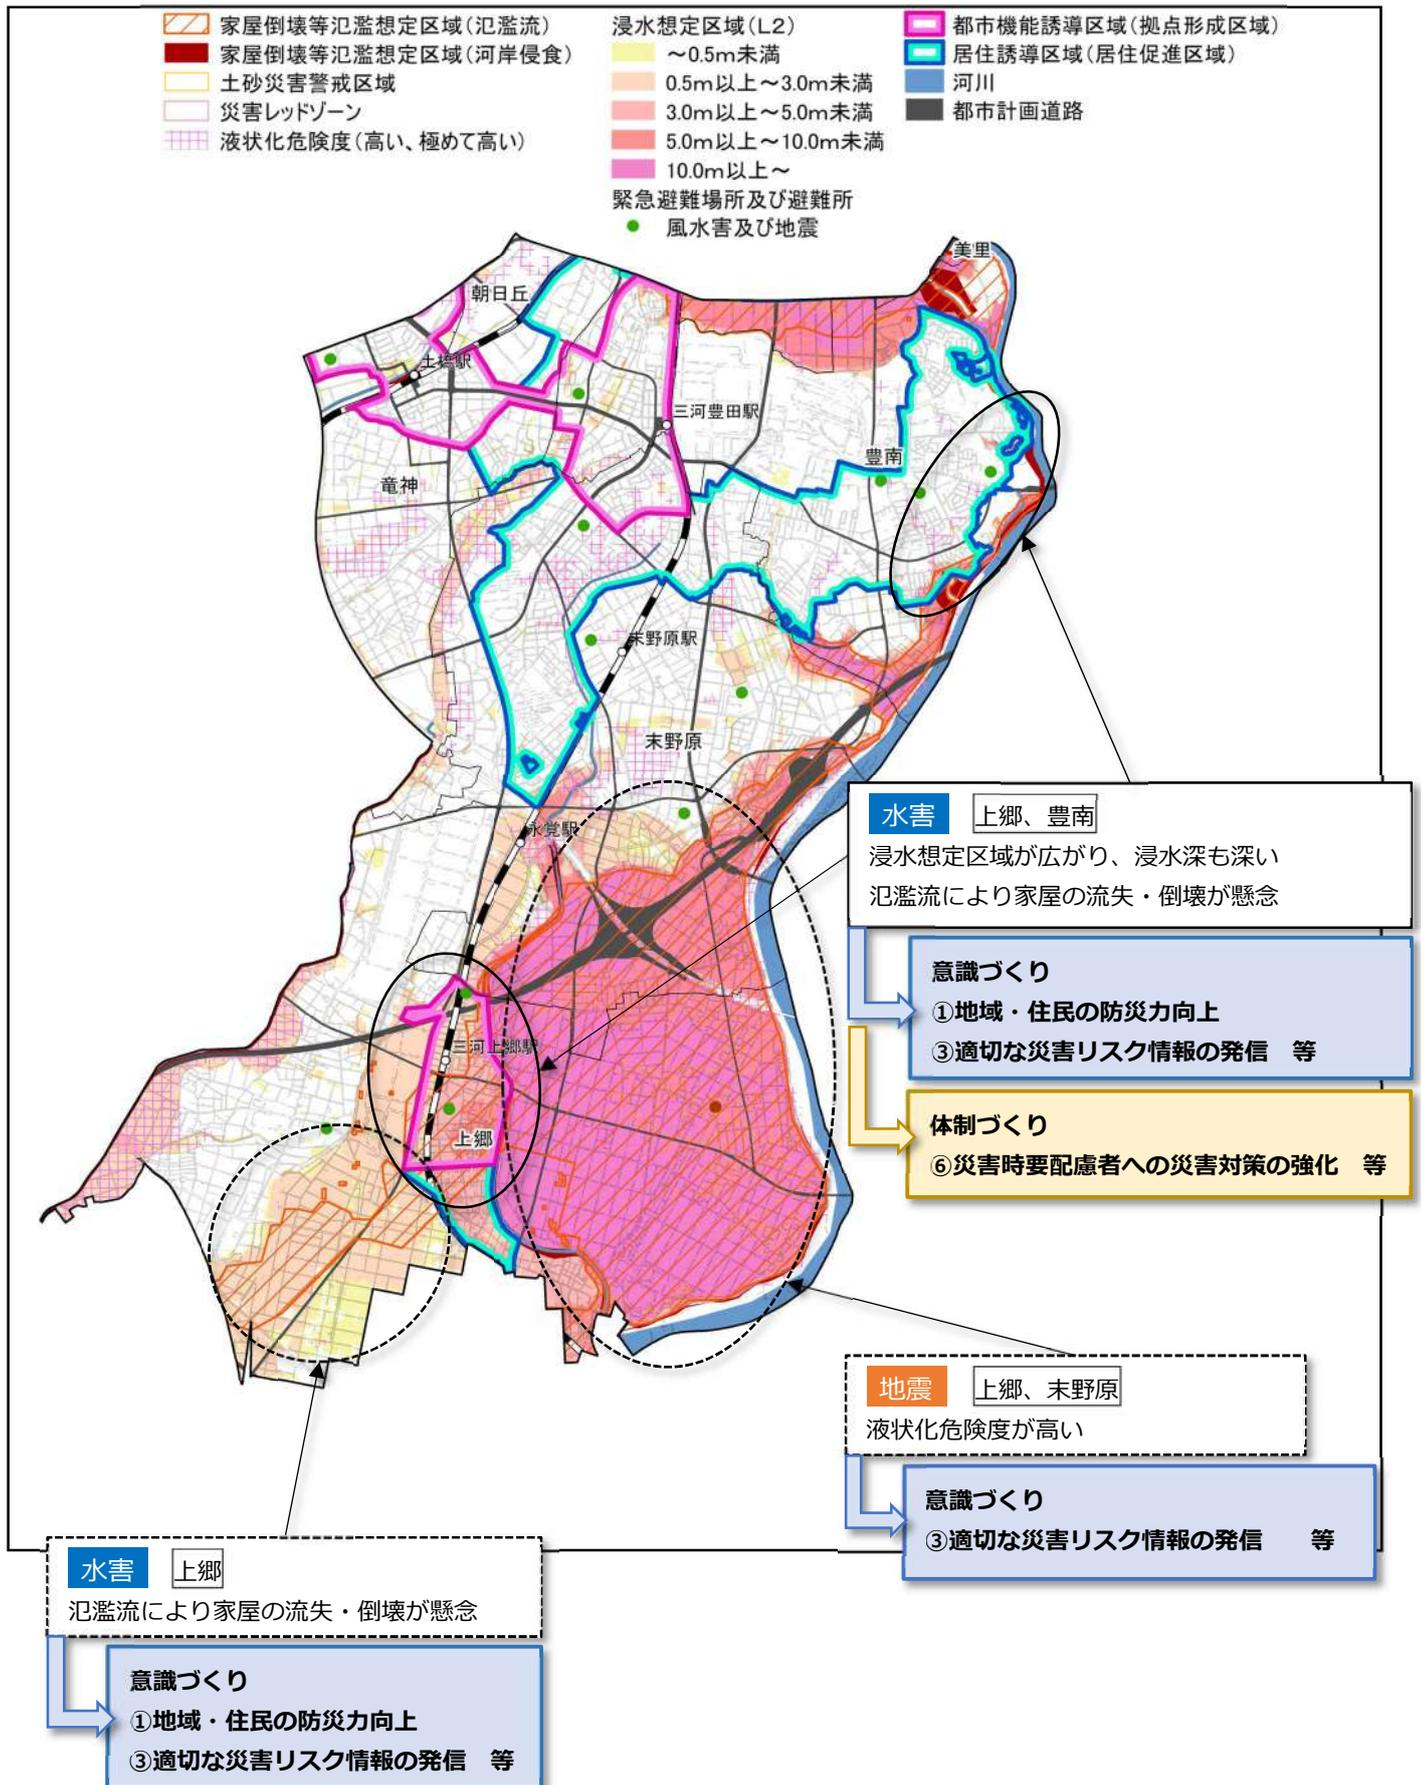 家屋倒壊等氾濫想定区域(氾濫流)
家屋倒壊等氾濫想定区域(河岸侵食)
土砂災害警戒区域
災害レッドゾーン
液状化危険度(高い、極めて高い)
浸水想定区域(L2)
～0.5m未満
0.5m以上～3.0m未満
3.0m以上～5.0m未満
5.0m以上～10.0m未満
10.0m以上～
緊急避難場所及び避難所
風水害及び地震
都市機能誘導区域(拠点形成区域)
居住誘導区域(居住促進区域)
河川
都市計画道路
美里
朝日丘
土橋駅
三河豊田駅
豊南
竜神
末野原駅
末野原
永覚駅
三河上郷駅
上郷
水害 上郷、豊南
浸水想定区域が広がり、浸水深も深い
氾濫流により家屋の流失・倒壊が懸念
意識づくり
①地域・住民の防災力向上
③適切な災害リスク情報の発信　等
体制づくり
⑥災害時要配慮者への災害対策の強化　等
地震 上郷、末野原
液状化危険度が高い
意識づくり
③適切な災害リスク情報の発信　　等
水害 上郷
氾濫流により家屋の流失・倒壊が懸念
意識づくり
①地域・住民の防災力向上
③適切な災害リスク情報の発信　等